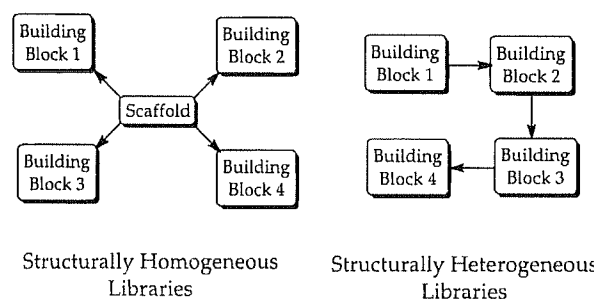 Building
Block 1
Building
Block 2
Scaffold
Building
Block 3
Building
Block 4
Structurally Homogeneous
Libraries
Building
Block 1
Building
Block 2
Building
Block 4
Building
Block 3
Structurally Heterogeneous
Libraries